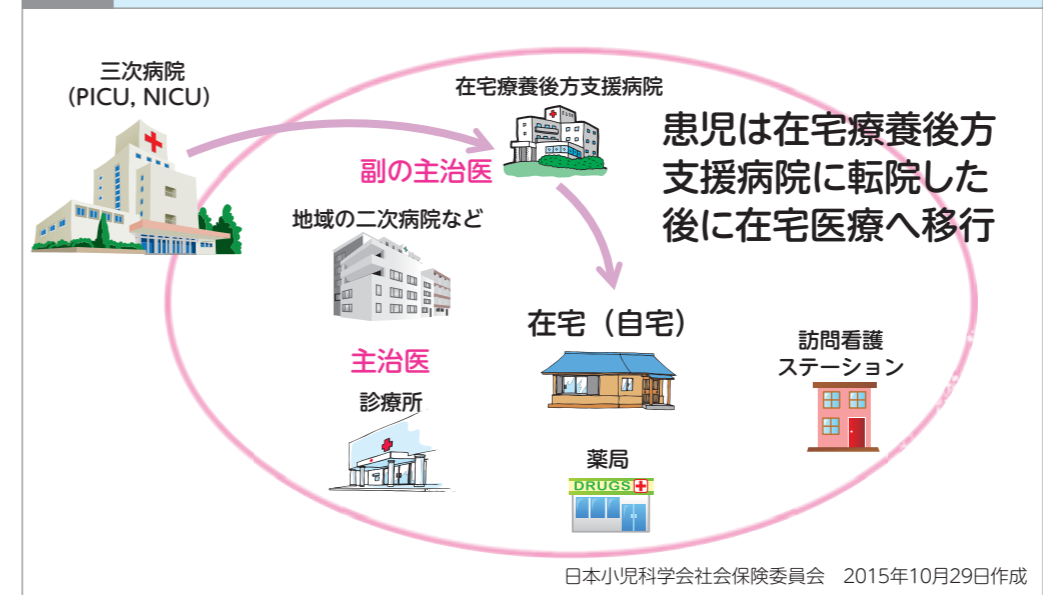 三次病院
(PICU, NICU)
在宅療養後方支援病院
患児は在宅療養後方
支援病院に転院した
後に在宅医療へ移行
副の主治医
地域の二次病院など
在宅（自宅）
訪問看護
ステーション
主治医
診療所
薬局
DRUGS
日本小児科学会社会保険委員会　2015年10月29日作成